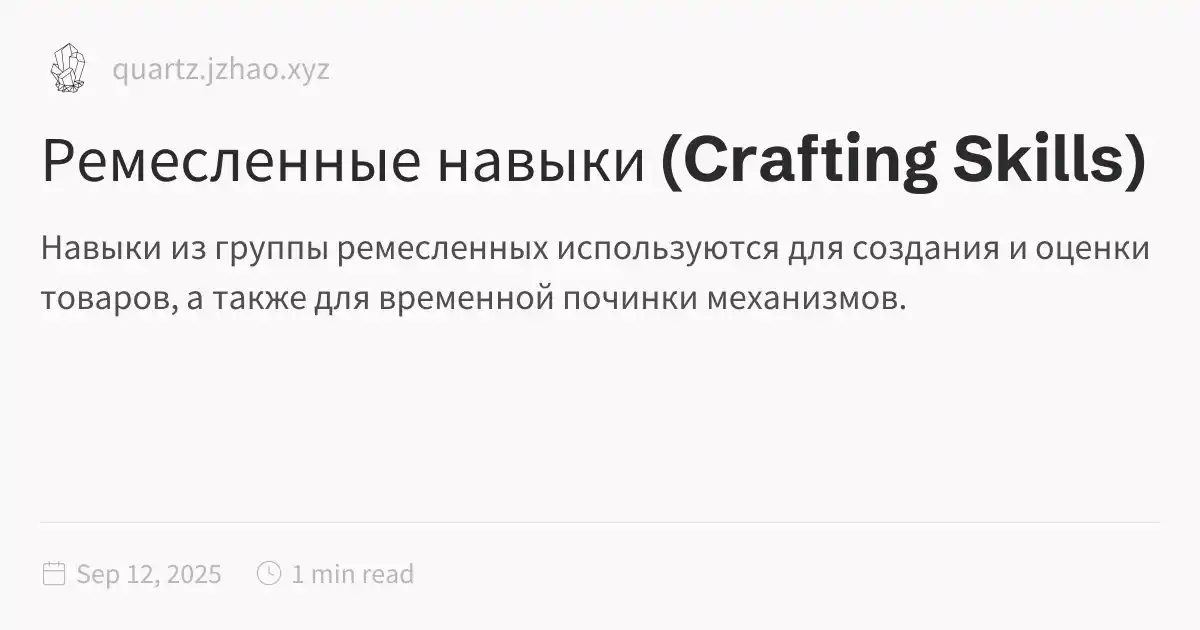 quartz.jzhao.xyz
Ремесленные навыки (Crafting Skills)
Навыки из группы ремесленных используются для создания и оценки
товаров, а также для временной починки механизмов.
Sep 12, 2025 1 min read